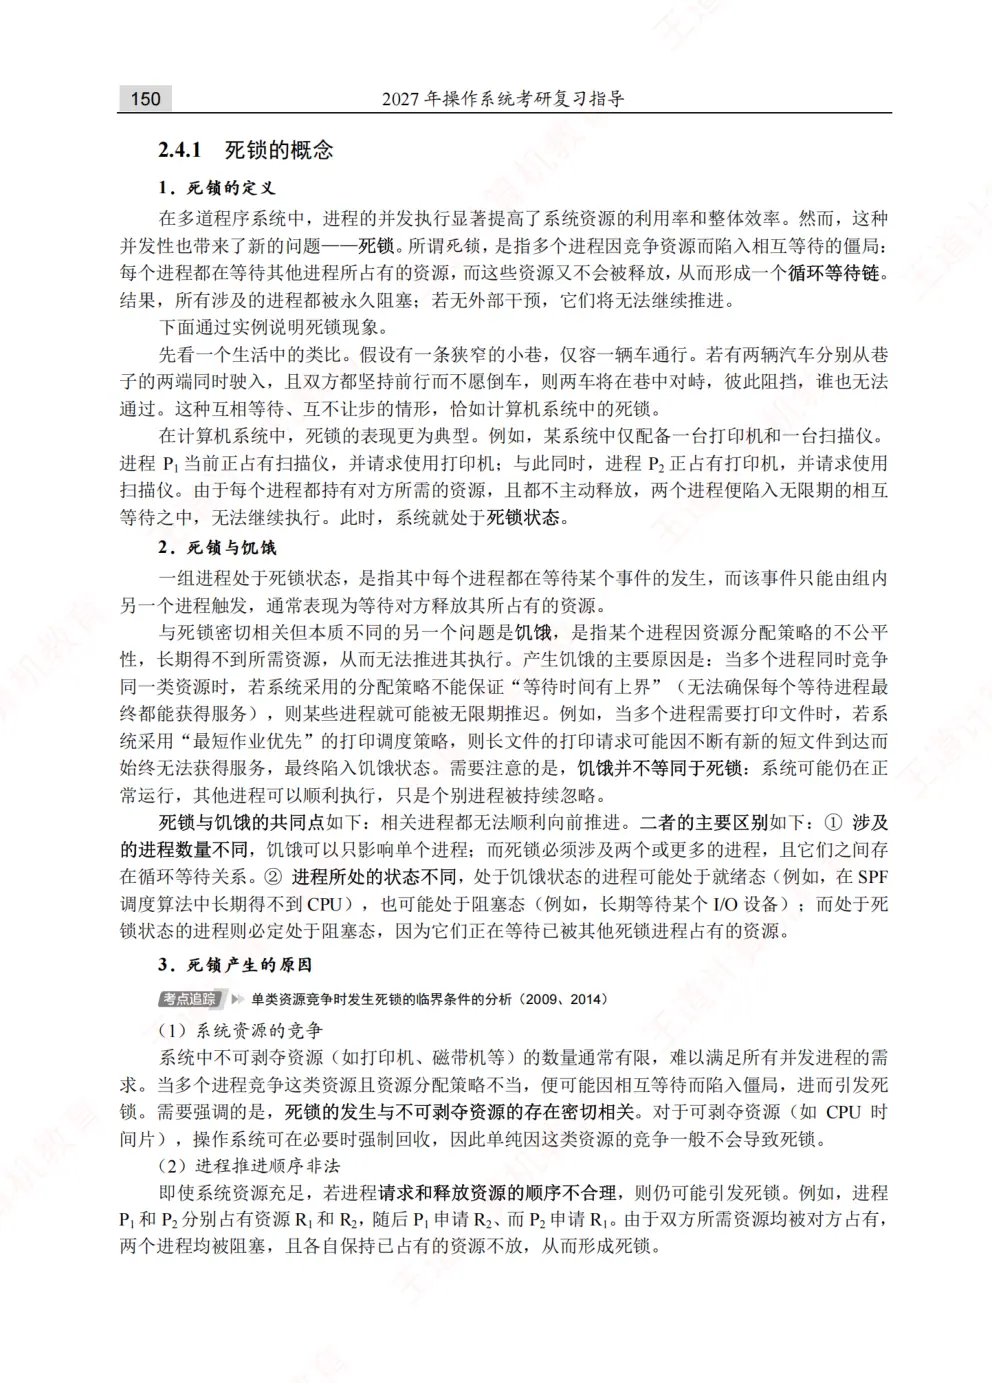 150
2027 年操作系统考研复习指导
2.4.1 死锁的概念
1．死锁的定义
在多道程序系统中，进程的并发执行显著提高了系统资源的利用率和整体效率。然而，这种
并发性也带来了新的问题——死锁。所谓死锁，是指多个进程因竞争资源而陷入相互等待的僵局：
每个进程都在等待其他进程所占有的资源，而这些资源又不会被释放，从而形成一个循环等待链。
结果，所有涉及的进程都被永久阻塞；若无外部干预，它们将无法继续推进。
下面通过实例说明死锁现象。
先看一个生活中的类比。假设有一条狭窄的小巷，仅容一辆车通行。若有两辆汽车分别从巷
子的两端同时驶入，且双方都坚持前行而不愿倒车，则两车将在巷中对峙，彼此阻挡，谁也无法
通过。这种互相等待、互不让步的情形，恰如计算机系统中的死锁。
在计算机系统中，死锁的表现更为典型。例如，某系统中仅配备一台打印机和一台扫描仪。
进程 P₁ 当前正占有扫描仪，并请求使用打印机；与此同时，进程 P₂ 正占有打印机，并请求使用
扫描仪。由于每个进程都持有对方所需的资源，且都不主动释放，两个进程便陷入无限期的相互
等待之中，无法继续执行。此时，系统就处于死锁状态。
2．死锁与饥饿
一组进程处于死锁状态，是指其中每个进程都在等待某个事件的发生，而该事件只能由组内
另一个进程触发，通常表现为等待对方释放其所占有的资源。
与死锁密切相关但本质不同的另一个问题是饥饿，是指某个进程因资源分配策略的不公平
性，长期得不到所需资源，从而无法推进其执行。产生饥饿的主要原因是：当多个进程同时竞争
同一类资源时，若系统采用的分配策略不能保证“等待时间有上界”（无法确保每个等待进程最
终都能获得服务），则某些进程就可能被无限期推迟。例如，当多个进程需要打印文件时，若系
统采用“最短作业优先”的打印调度策略，则长文件的打印请求可能因不断有新的短文件到达而
始终无法获得服务，最终陷入饥饿状态。需要注意的是，饥饿并不等同于死锁：系统可能仍在正
常运行，其他进程可以顺利执行，只是个别进程被持续忽略。
死锁与饥饿的共同点如下：相关进程都无法顺利向前推进。二者的主要区别如下：① 涉及
的进程数量不同，饥饿可以只影响单个进程；而死锁必须涉及两个或更多的进程，且它们之间存
在循环等待关系。② 进程所处的状态不同，处于饥饿状态的进程可能处于就绪态（例如，在 SPF
调度算法中长期得不到 CPU），也可能处于阻塞态（例如，长期等待某个 I/O 设备）；而处于死
锁状态的进程则必定处于阻塞态，因为它们正在等待已被其他死锁进程占有的资源。
3．死锁产生的原因
考点追踪 单类资源竞争时发生死锁的临界条件的分析（2009、2014）
（1）系统资源的竞争
系统中不可剥夺资源（如打印机、磁带机等）的数量通常有限，难以满足所有并发进程的需
求。当多个进程竞争这类资源且资源分配策略不当，便可能因相互等待而陷入僵局，进而引发死
锁。需要强调的是，死锁的发生与不可剥夺资源的存在密切相关。对于可剥夺资源（如 CPU 时
间片），操作系统可在必要时强制回收，因此单纯因这类资源的竞争一般不会导致死锁。
（2）进程推进顺序非法
即使系统资源充足，若进程请求和释放资源的顺序不合理，则仍可能引发死锁。例如，进程
P₁ 和 P₂ 分别占有资源 R₁ 和 R₂，随后 P₁ 申请 R₂、而 P₂ 申请 R₁。由于双方所需资源均被对方占有，
两个进程均被阻塞，且各自保持已占有的资源不放，从而形成死锁。